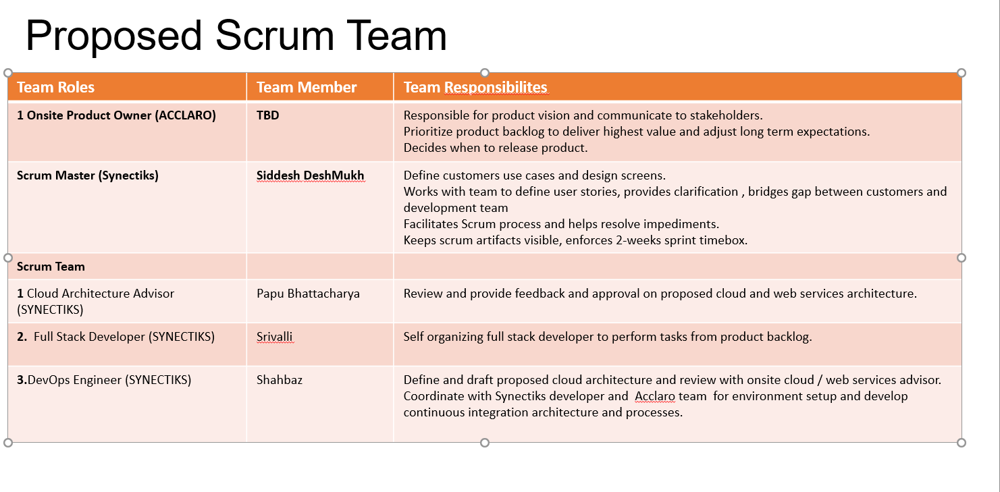 Proposed Scrum Team
Team Roles
Team Member
Team Responsibilites
1 Onsite Product Owner (ACCLARO)
TBD
Responsible for product vision and communicate to stakeholders.
Prioritize product backlog to deliver highest value and adjust long term expectations.
Decides when to release product.
Scrum Master (Synectiks)
Siddesh DeshMukh
Define customers use cases and design screens.
Works with team to define user stories, provides clarification , bridges gap between customers and
development team
Facilitates Scrum process and helps resolve impediments.
Keeps scrum artifacts visible, enforces 2-weeks sprint timebox.
Scrum Team
1 Cloud Architecture Advisor
(SYNECTIKS)
Papu Bhattacharya
Review and provide feedback and approval on proposed cloud and web services architecture.
2.  Full Stack Developer (SYNECTIKS)
Srivalli
Self organizing full stack developer to perform tasks from product backlog.
3.DevOps Engineer (SYNECTIKS)
Shahbaz
Define and draft proposed cloud architecture and review with onsite cloud / web services advisor.
Coordinate with Synectiks developer and  Acclaro team  for environment setup and develop
continuous integration architecture and processes.